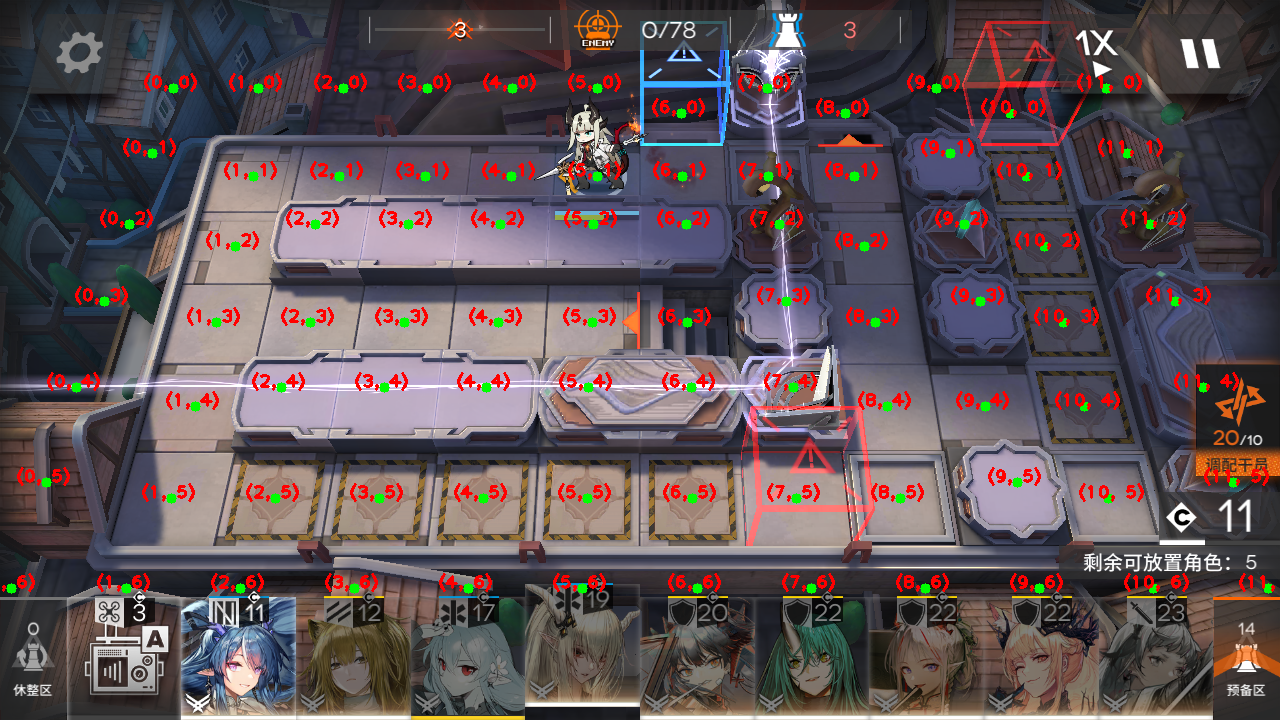 3
ENEMY
0/78
3
1X
(0, 0) (1, 0) (2, 0) (3, 0) (4, 0) (5, 0) (6, 0) (7, 0) (8, 0) (9, 0) (10, 0) (11, 0)
(0, 1) (1, 1) (2, 1) (3, 1) (4, 1) (5, 1) (6, 1) (7, 1) (8, 1) (9, 1) (10, 1) (11, 1)
(0, 2) (1, 2) (2, 2) (3, 2) (4, 2) (5, 2) (6, 2) (7, 2) (8, 2) (9, 2) (10, 2) (11, 2)
(0, 3) (1, 3) (2, 3) (3, 3) (4, 3) (5, 3) (6, 3) (7, 3) (8, 3) (9, 3) (10, 3) (11, 3)
(0, 4) (1, 4) (2, 4) (3, 4) (4, 4) (5, 4) (6, 4) (7, 4) (8, 4) (9, 4) (10, 4) (11, 4)
20/10
调配干员
(0, 5) (1, 5) (2, 5) (3, 5) (4, 5) (5, 5) (6, 5) (7, 5) (8, 5) (9, 5) (10, 5) (11, 5)
C 11
剩余可放置角色：5
6) (1, 6) (2, 6) (3, 6) (4, 6) (5, 6) (6, 6) (7, 6) (8, 6) (9, 6) (10, 6) (11,
0
休整区
3
A
11
12
17
19
20
22
22
22
23
14
预备区